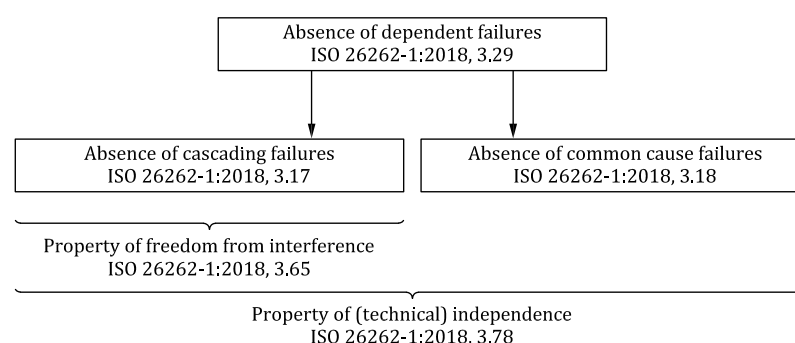 Absence of dependent failures
ISO 26262-1:2018, 3.29
Absence of cascading failures
ISO 26262-1:2018, 3.17
Absence of common cause failures
ISO 26262-1:2018, 3.18
Property of freedom from interference
ISO 26262-1:2018, 3.65
Property of (technical) independence
ISO 26262-1:2018, 3.78